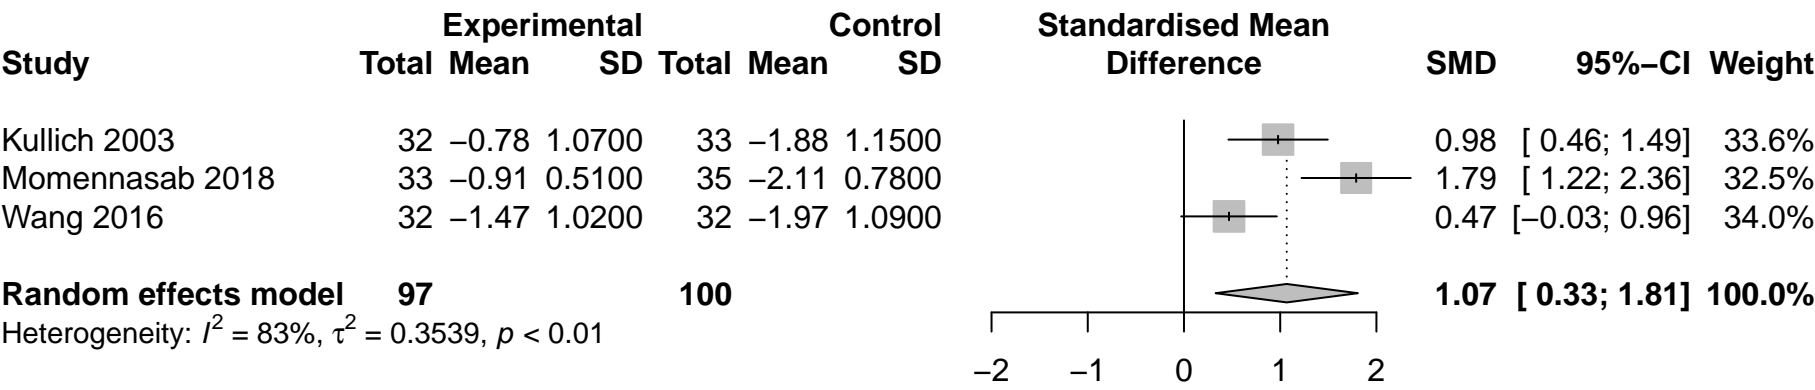 Experimental Control Standardised Mean
Study Total Mean SD Total Mean SD Difference SMD 95%−CI Weight
Kullich 2003 32 −0.78 1.0700 33 −1.88 1.1500 0.98 [ 0.46; 1.49] 33.6%
Momennasab 2018 33 −0.91 0.5100 35 −2.11 0.7800 1.79 [ 1.22; 2.36] 32.5%
Wang 2016 32 −1.47 1.0200 32 −1.97 1.0900 0.47 [−0.03; 0.96] 34.0%
Random effects model 97 100 1.07 [ 0.33; 1.81] 100.0%
Heterogeneity: I² = 83%, τ² = 0.3539, p < 0.01
−2 −1 0 1 2